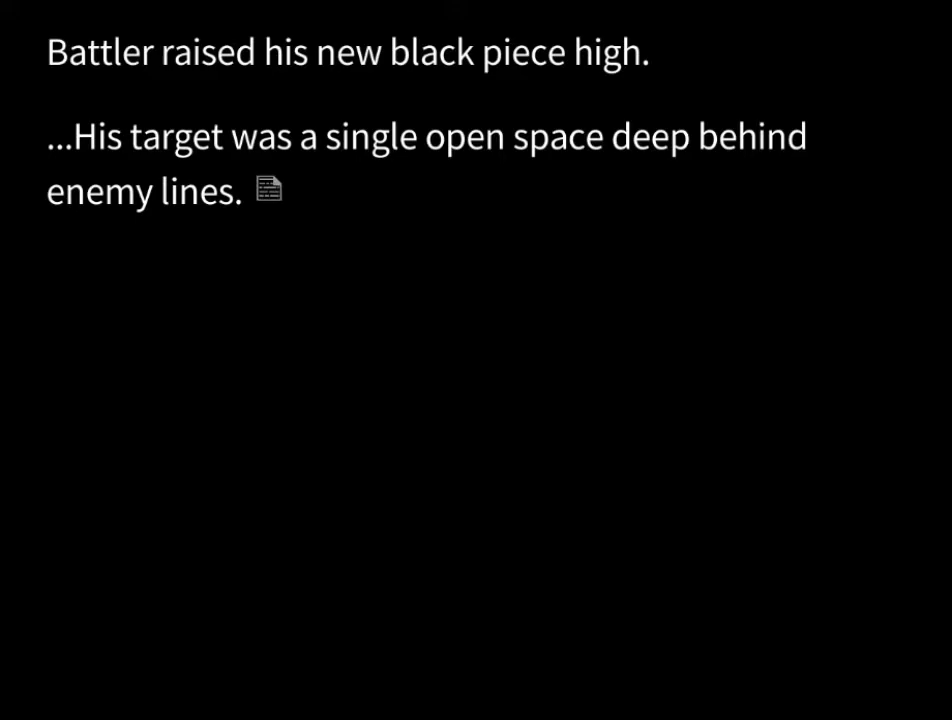 Battler raised his new black piece high.
...His target was a single open space deep behind
enemy lines.